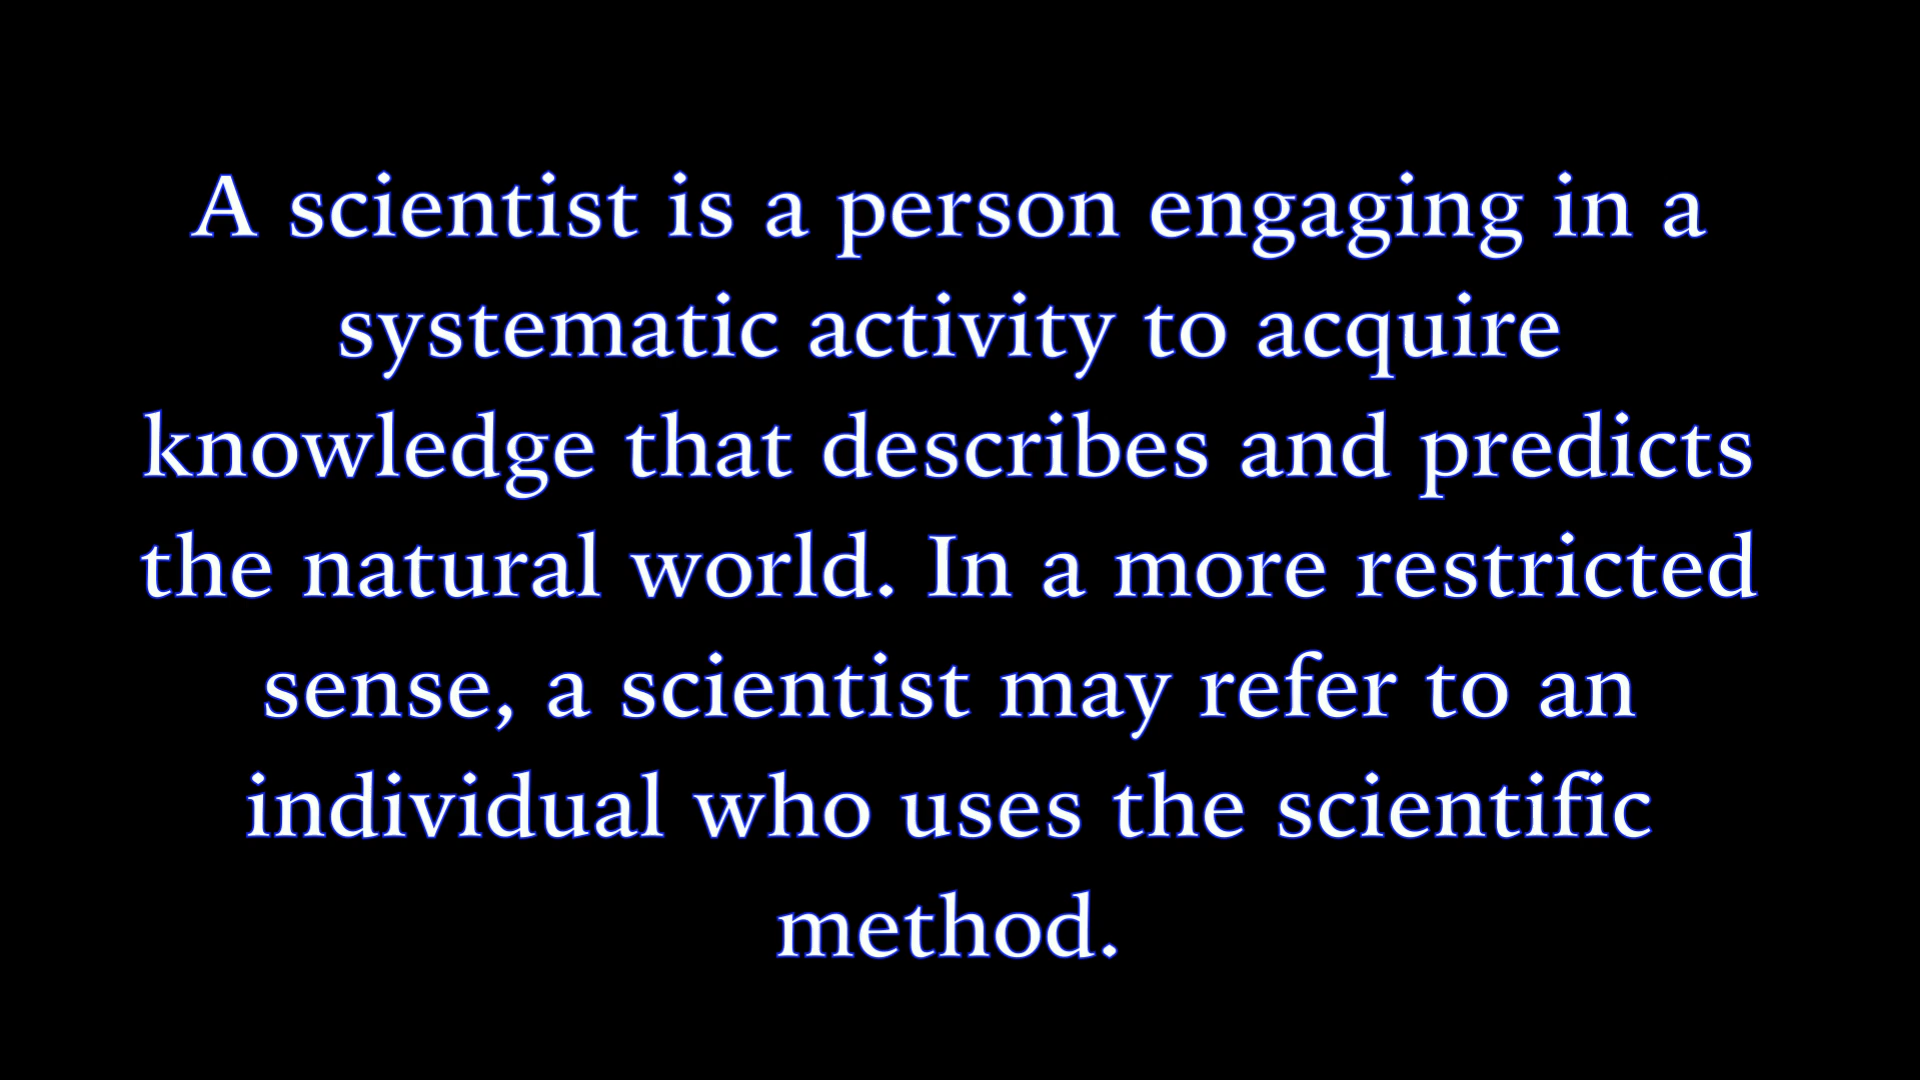 A scientist is a person engaging in a
systematic activity to acquire
knowledge that describes and predicts
the natural world. In a more restricted
sense, a scientist may refer to an
individual who uses the scientific
method.